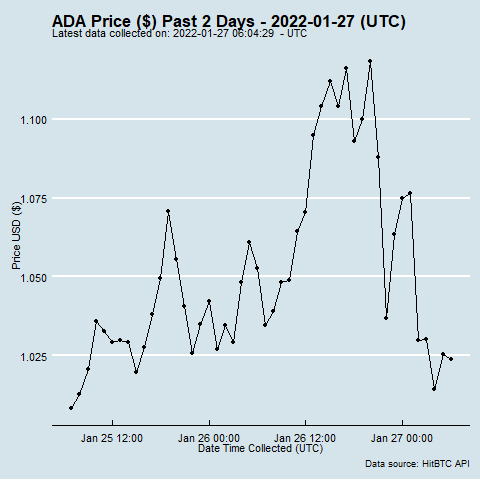 ADA Price ($) Past 2 Days - 2022-01-27 (UTC)
Latest data collected on: 2022-01-27 06:04:29  - UTC
1.100
1.075
1.050
1.025
Price USD ($)
Jan 25 12:00 Jan 26 00:00 Jan 26 12:00 Jan 27 00:00
Date Time Collected (UTC)
Data source: HitBTC API